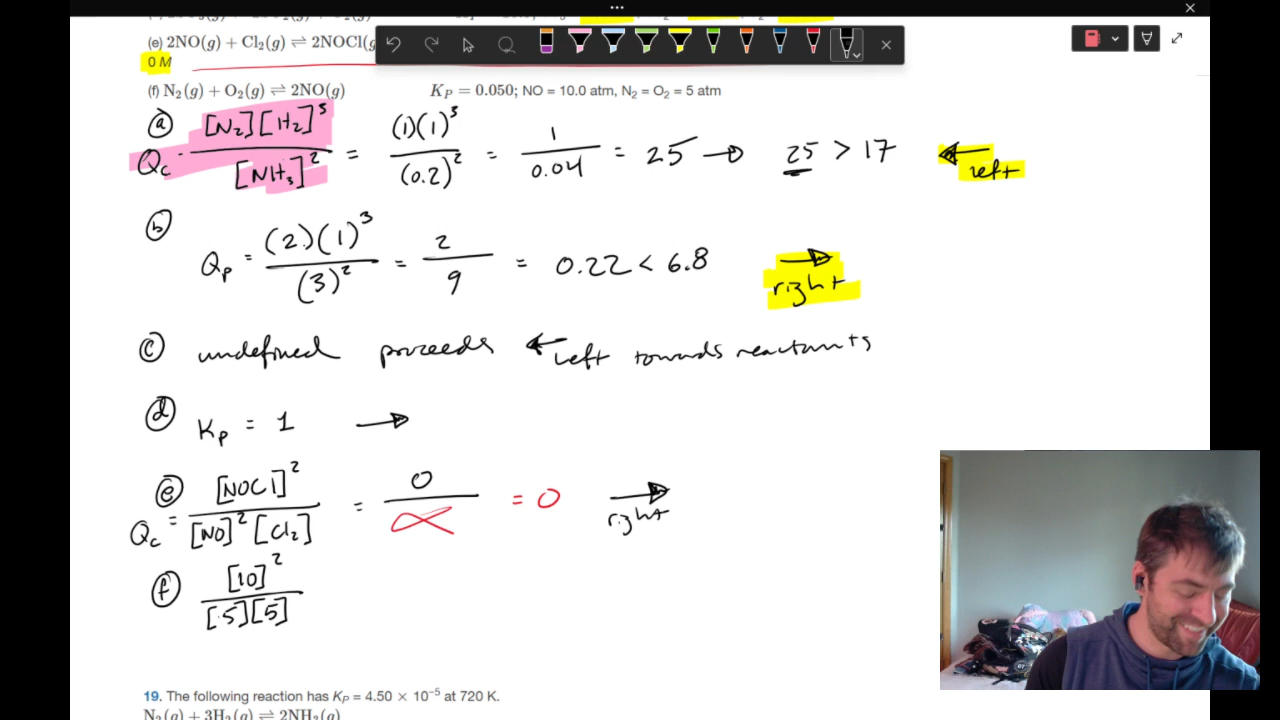 (e) 2NO(g) + Cl₂(g) ⇌ 2NOCl(g
0 M
(f) N₂(g) + O₂(g) ⇌ 2NO(g) K_P = 0.050; NO = 10.0 atm, N₂ = O₂ = 5 atm
(a) Qc = [N₂][H₂]³ / [NH₃]² = (1)(1)³ / (0.2)² = 1 / 0.04 = 25 → 25 > 17 ← left
(b) Qp = (2)(1)³ / (3)² = 2 / 9 = 0.22 < 6.8 → right
(c) undefined proceeds ← left towards reactants
(d) Kp = 1 →
(e) Qc = [NOCl]² / [NO]²[Cl₂] = 0 / ∝ = 0 → right
(f) [10]² / [5][5]
19. The following reaction has K_P = 4.50 × 10⁻⁵ at 720 K.
N₂(g) + 3H₂(g) ⇌ 2NH₃(g)